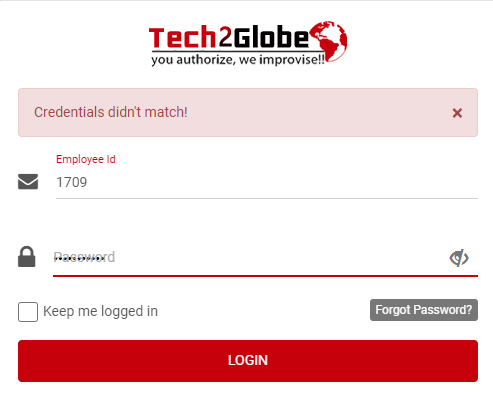 Tech2Globe
you authorize, we improvise!!
Credentials didn't match! ×
Employee Id
1709
Password
Keep me logged in
Forgot Password?
LOGIN